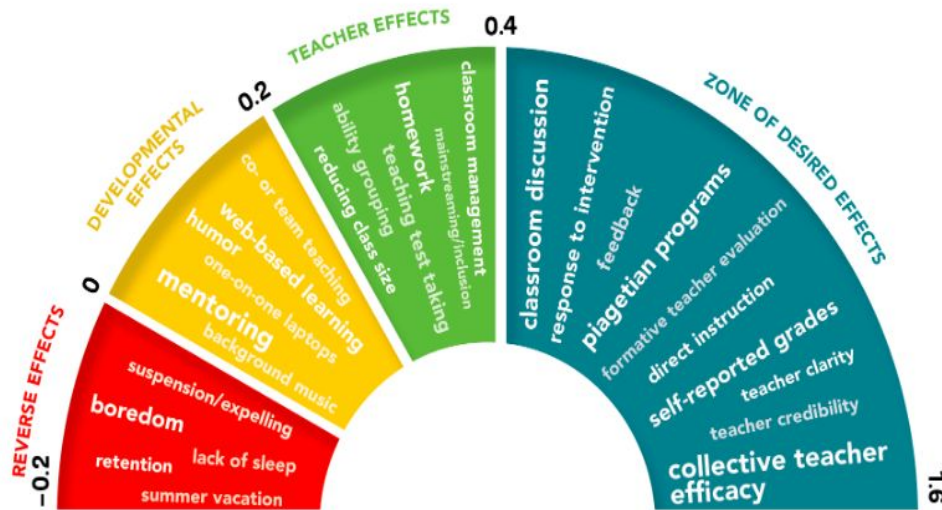 REVERSE EFFECTS
−0.2
suspension/expelling
boredom
retention
lack of sleep
summer vacation
0
DEVELOPMENTAL
EFFECTS
co- or team teaching
web-based learning
humor
one-on-one laptops
mentoring
background music
0.2
TEACHER EFFECTS
reducing class size
ability grouping
teaching test taking
homework
mainstreaming/inclusion
classroom management
0.4
ZONE OF DESIRED EFFECTS
classroom discussion
response to intervention
feedback
piagetian programs
formative teacher evaluation
direct instruction
self-reported grades
teacher clarity
teacher credibility
collective teacher
efficacy
1.6